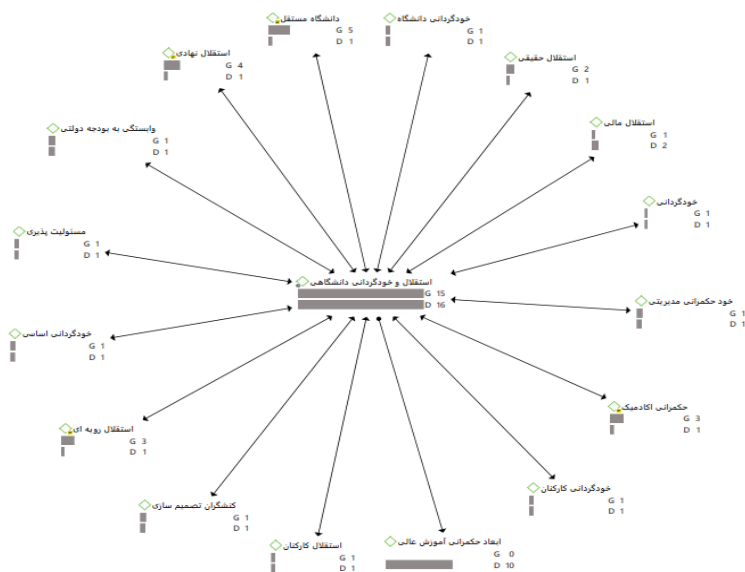 دانشگاه مستقل
G 5
D 1
خودگردانی دانشگاه
G 1
D 1
استقلال نهادی
G 4
D 1
استقلال حقیقی
G 2
D 1
استقلال مالی
G 1
D 2
وابستگی به بودجه دولتی
G 1
D 1
خودگردانی
G 1
D 1
مسئولیت پذیری
G 1
D 1
استقلال و خودگردانی دانشگاهی
G 15
D 16
خود حکمرانی مدیریتی
G 1
D 1
خودگردانی اساسی
G 1
D 1
حکمرانی اکادمیک
G 3
D 1
استقلال رویه ای
G 3
D 1
خودگردانی کارکنان
G 1
D 1
کنشگران تصمیم سازی
G 1
D 1
استقلال کارکنان
G 1
D 1
ابعاد حکمرانی آموزش عالی
G 0
D 10